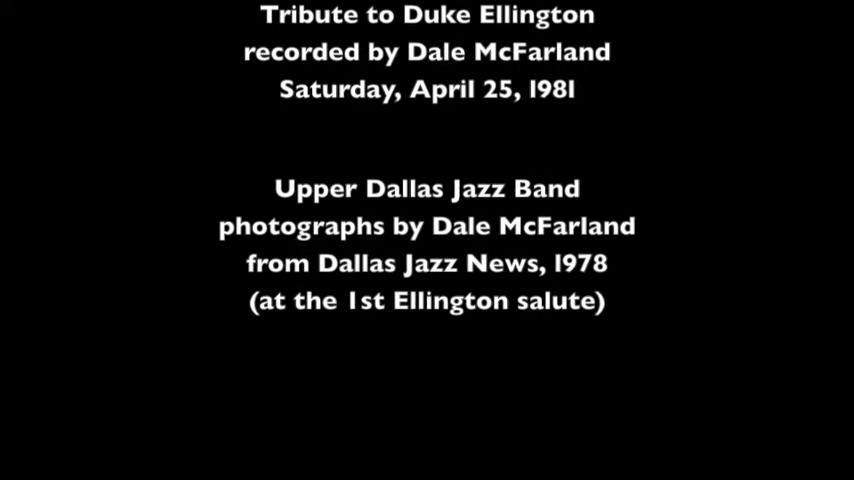 Tribute to Duke Ellington
recorded by Dale McFarland
Saturday, April 25, 1981
Upper Dallas Jazz Band
photographs by Dale McFarland
from Dallas Jazz News, 1978
(at the 1st Ellington salute)